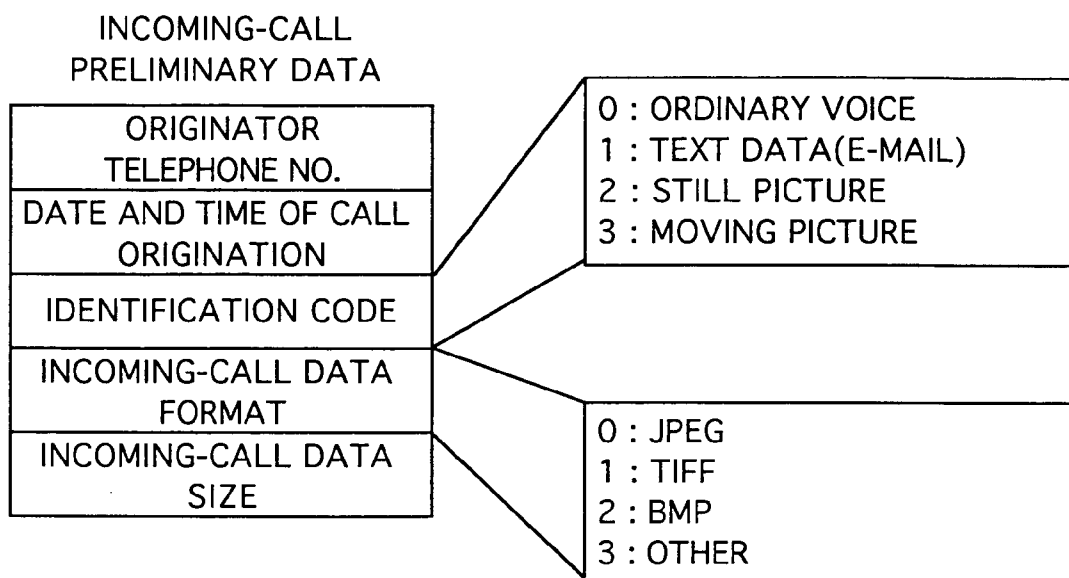 INCOMING-CALL
PRELIMINARY DATA
ORIGINATOR
TELEPHONE NO.
DATE AND TIME OF CALL
ORIGINATION
IDENTIFICATION CODE
INCOMING-CALL DATA
FORMAT
INCOMING-CALL DATA
SIZE
0 : ORDINARY VOICE
1 : TEXT DATA(E-MAIL)
2 : STILL PICTURE
3 : MOVING PICTURE
0 : JPEG
1 : TIFF
2 : BMP
3 : OTHER